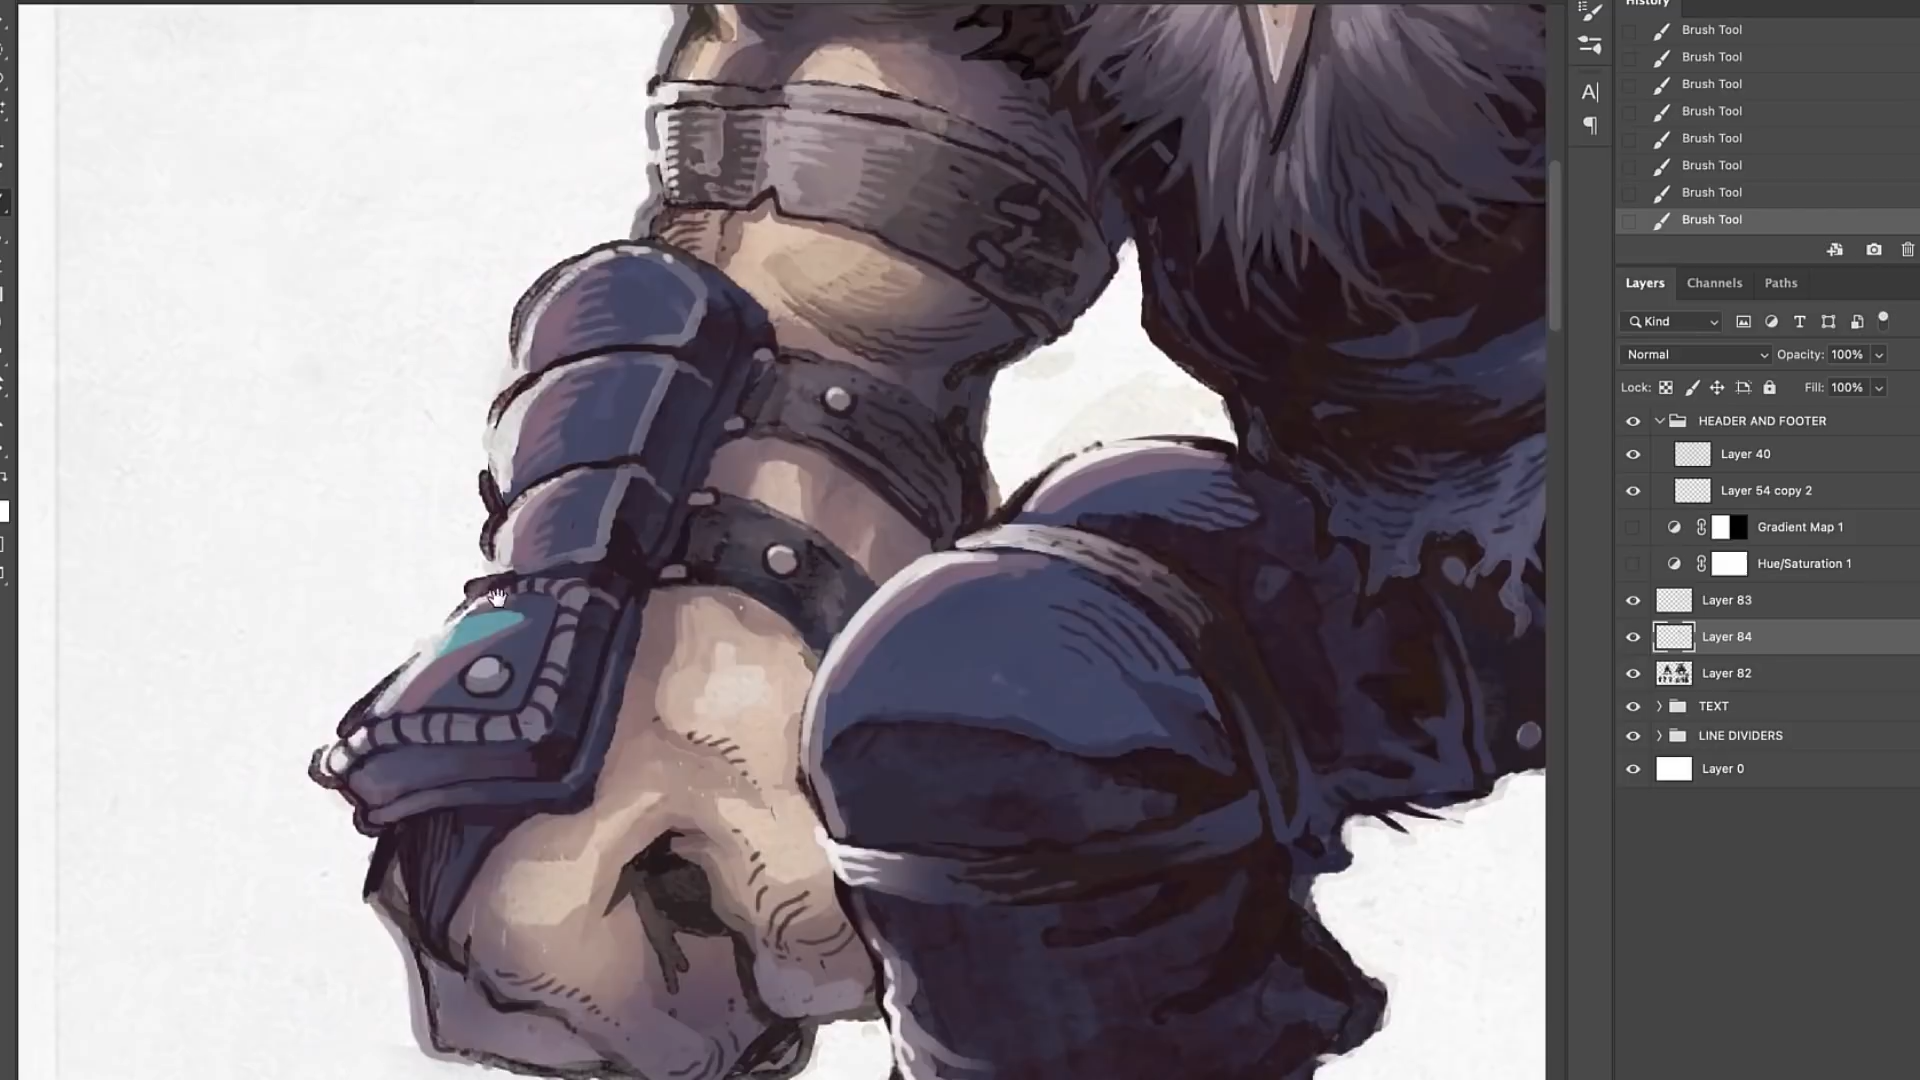 History
Brush Tool
Brush Tool
Brush Tool
Brush Tool
Brush Tool
Brush Tool
Brush Tool
Brush Tool
Layers Channels Paths
Kind
Normal Opacity: 100%
Lock: Fill: 100%
HEADER AND FOOTER
Layer 40
Layer 54 copy 2
Gradient Map 1
Hue/Saturation 1
Layer 83
Layer 84
Layer 82
TEXT
LINE DIVIDERS
Layer 0